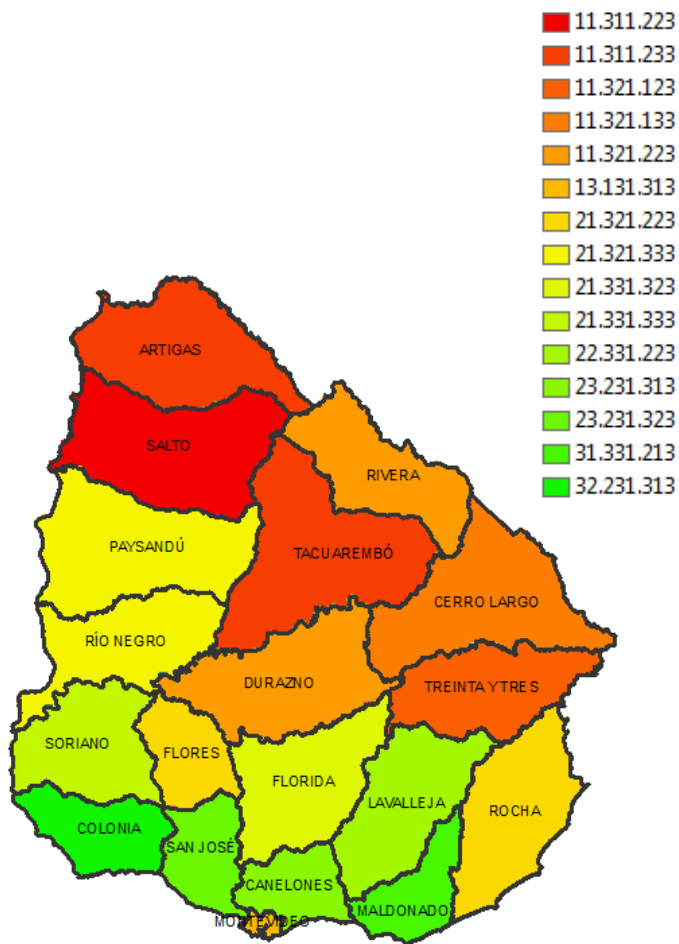 11.311.223
11.311.233
11.321.123
11.321.133
11.321.223
13.131.313
21.321.223
21.321.333
21.331.323
21.331.333
22.331.223
23.231.313
23.231.323
31.331.213
32.231.313
ARTIGAS
SALTO
RIVERA
PAYSANDÚ
TACUAREMBÓ
CERRO LARGO
RÍO NEGRO
DURAZNO
TREINTA Y TRES
SORIANO
FLORES
FLORIDA
LAVALLEJA
ROCHA
COLONIA
SAN JOSÉ
CANELONES
MALDONADO
MONTEVIDEO